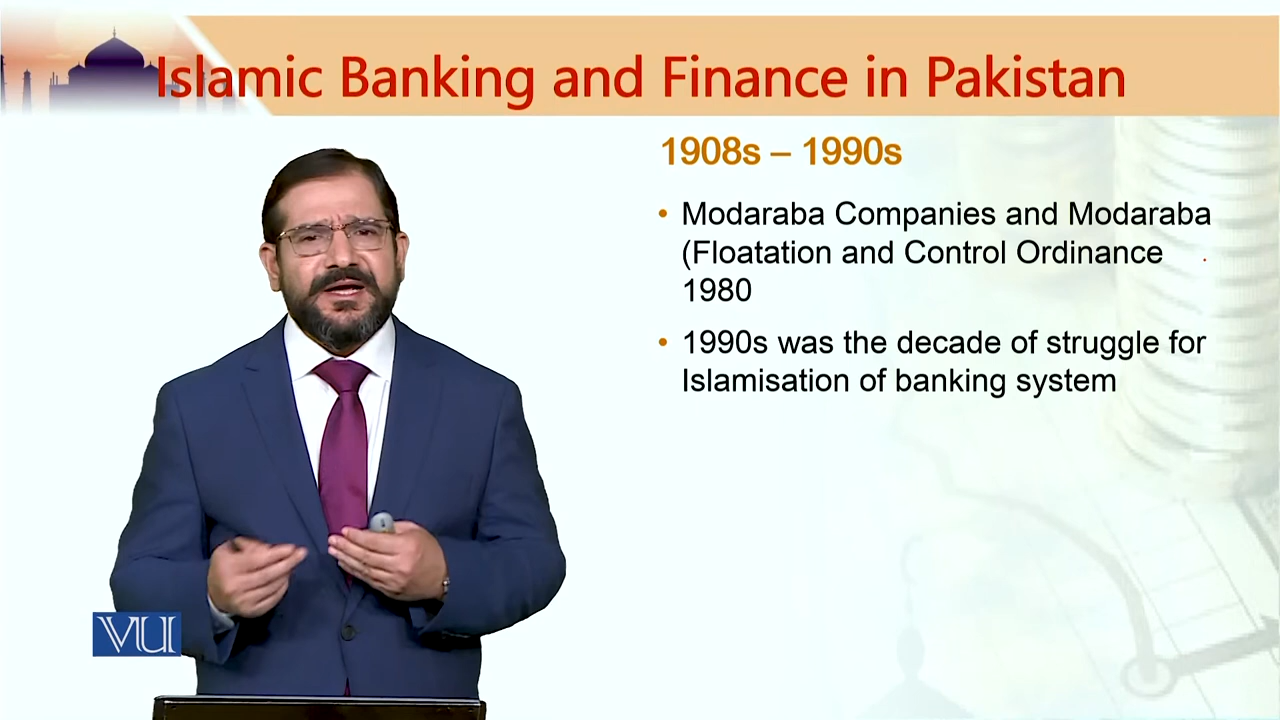 Islamic Banking and Finance in Pakistan
1908s – 1990s
• Modaraba Companies and Modaraba
(Floatation and Control Ordinance
1980
• 1990s was the decade of struggle for
Islamisation of banking system
VU